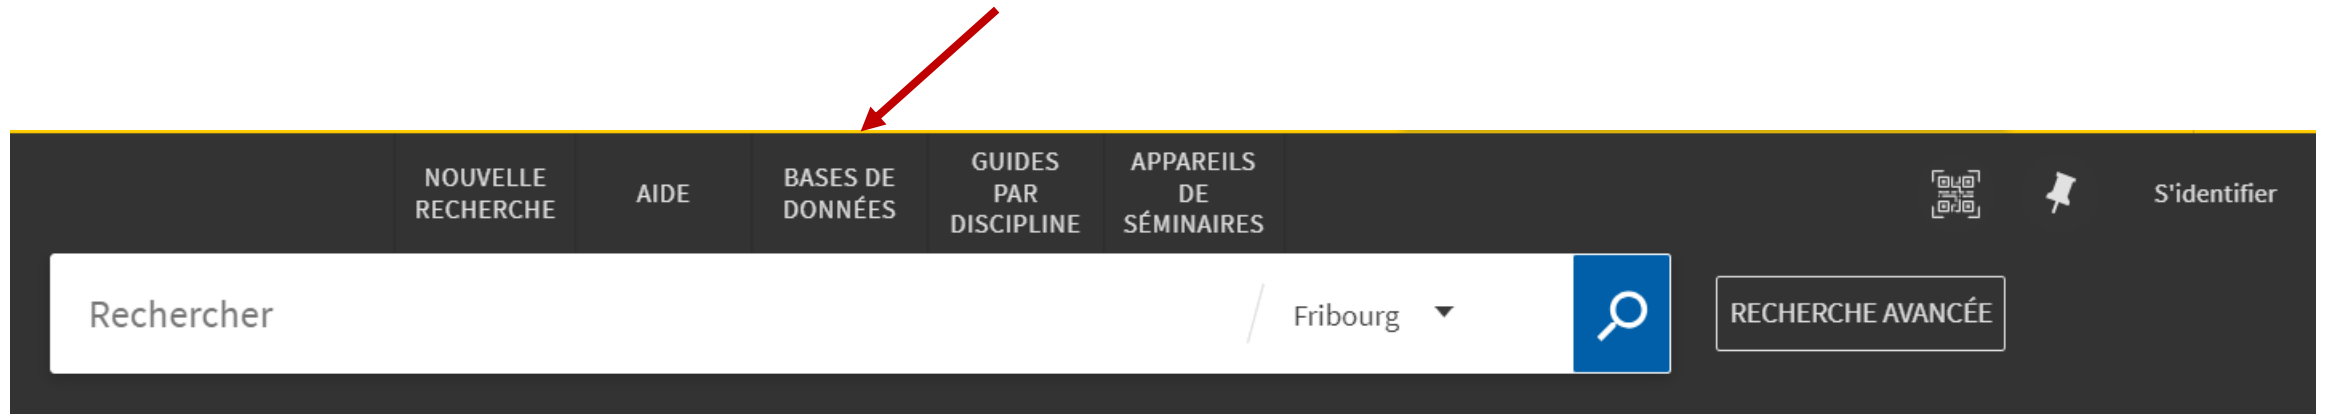 NOUVELLE
RECHERCHE
AIDE
BASES DE
DONNÉES
GUIDES
PAR
DISCIPLINE
APPAREILS
DE
SÉMINAIRES
S'identifier
Rechercher
Fribourg
RECHERCHE AVANCÉE